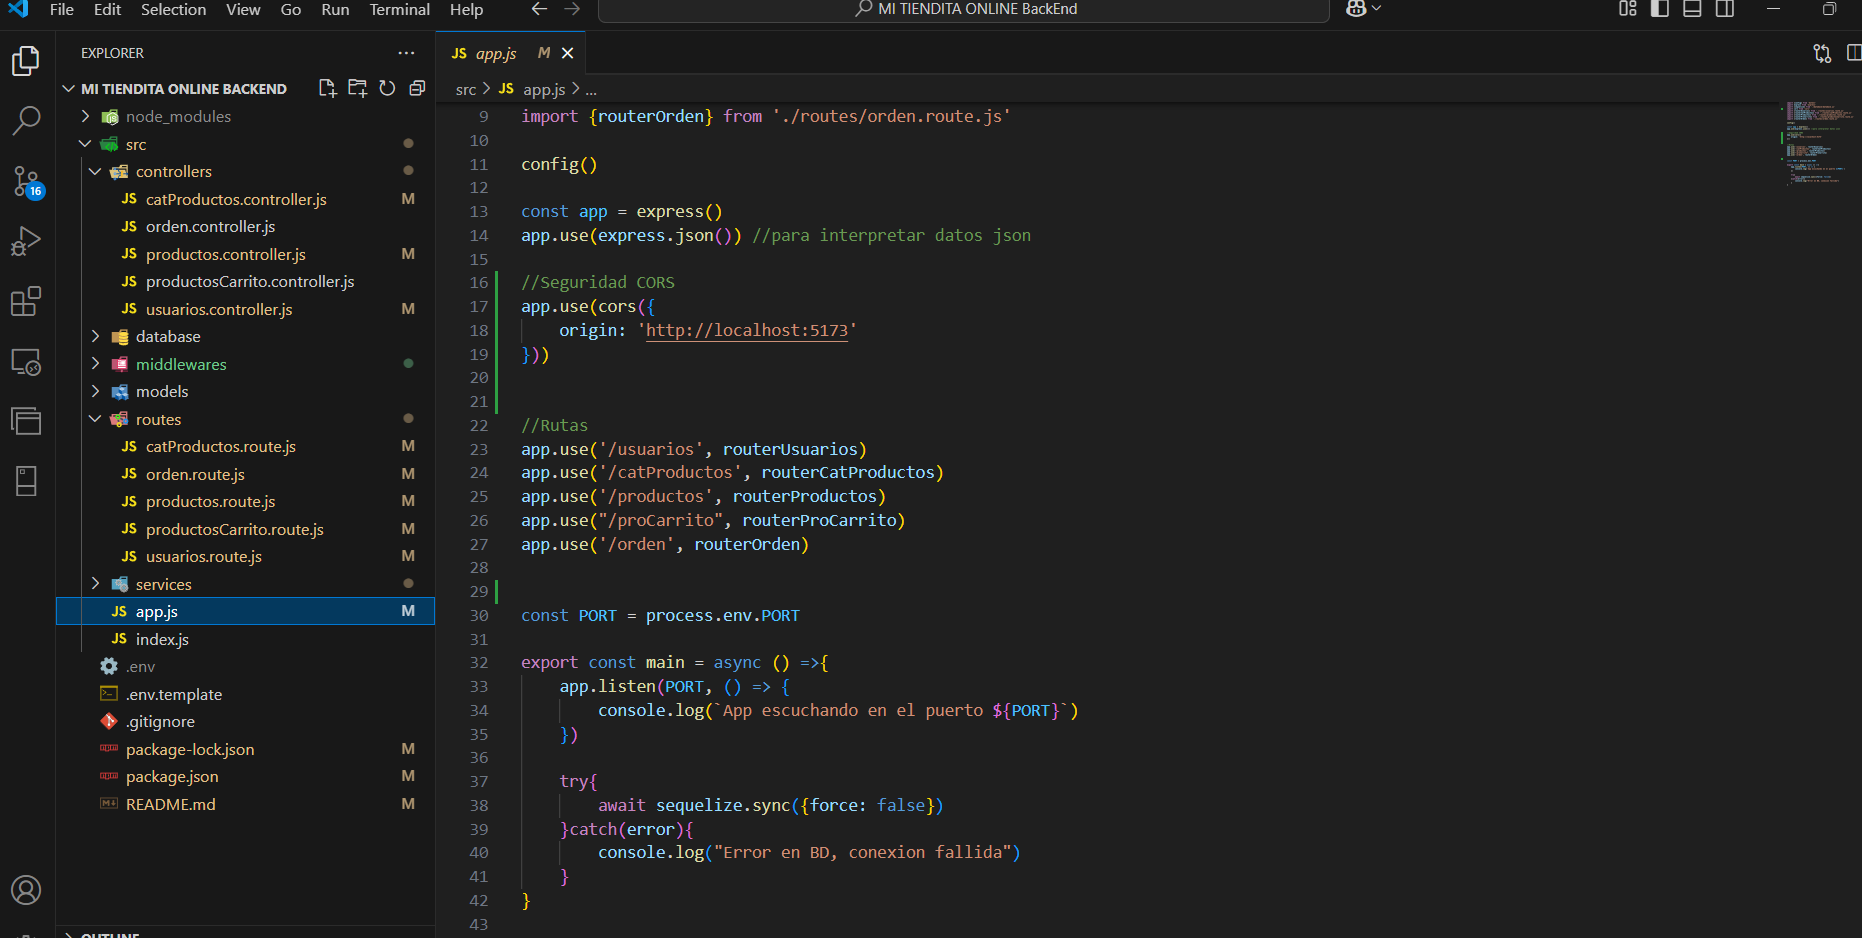 File Edit Selection View Go Run Terminal Help
MI TIENDITA ONLINE BackEnd
EXPLORER
MI TIENDITA ONLINE BACKEND
node_modules
src
controllers
JS catProductos.controller.js M
JS orden.controller.js
JS productos.controller.js M
JS productosCarrito.controller.js
JS usuarios.controller.js M
database
middlewares
models
routes
JS catProductos.route.js M
JS orden.route.js M
JS productos.route.js M
JS productosCarrito.route.js M
JS usuarios.route.js M
services
JS app.js M
JS index.js
.env
.env.template
.gitignore
package-lock.json M
package.json M
README.md M
OUTLINE
16
JS app.js M
src > JS app.js > ...
9 import {routerOrden} from './routes/orden.route.js'
10
11 config()
12
13 const app = express()
14 app.use(express.json()) //para interpretar datos json
15
16 //Seguridad CORS
17 app.use(cors({
18 origin: 'http://localhost:5173'
19 }))
20
21
22 //Rutas
23 app.use('/usuarios', routerUsuarios)
24 app.use('/catProductos', routerCatProductos)
25 app.use('/productos', routerProductos)
26 app.use("/proCarrito", routerProCarrito)
27 app.use('/orden', routerOrden)
28
29
30 const PORT = process.env.PORT
31
32 export const main = async () =>{
33 app.listen(PORT, () => {
34 console.log(`App escuchando en el puerto ${PORT}`)
35 })
36
37 try{
38 await sequelize.sync({force: false})
39 }catch(error){
40 console.log("Error en BD, conexion fallida")
41 }
42 }
43